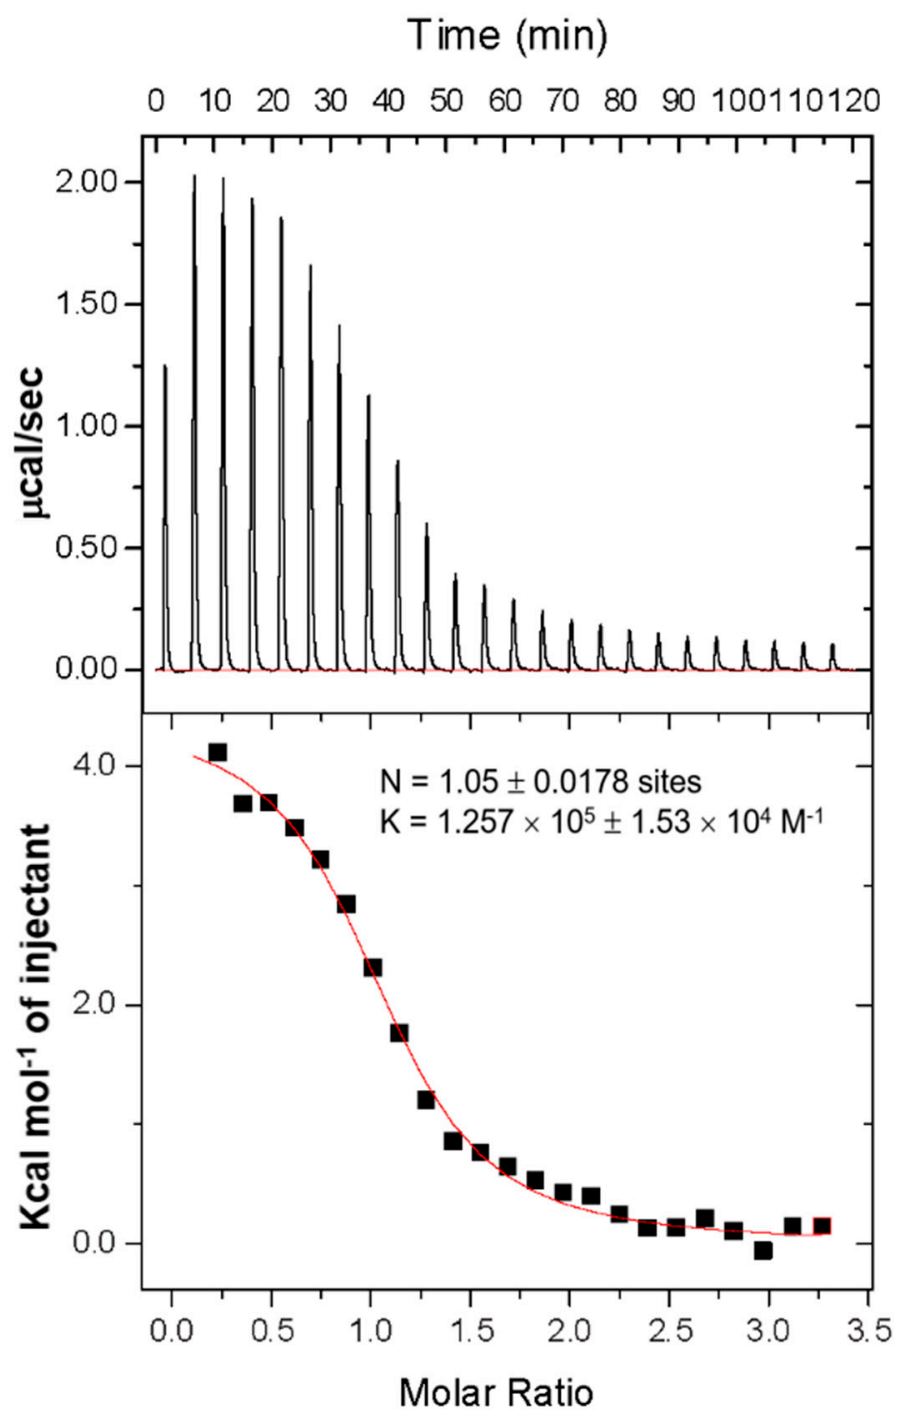 Time (min)
0 10 20 30 40 50 60 70 80 90 100 110 120
2.00
1.50
1.00
0.50
0.00
µcal/sec
N = 1.05 ± 0.0178 sites
K = 1.257 × 10⁵ ± 1.53 × 10⁴ M⁻¹
4.0
2.0
0.0
Kcal mol⁻¹ of injectant
0.0 0.5 1.0 1.5 2.0 2.5 3.0 3.5
Molar Ratio